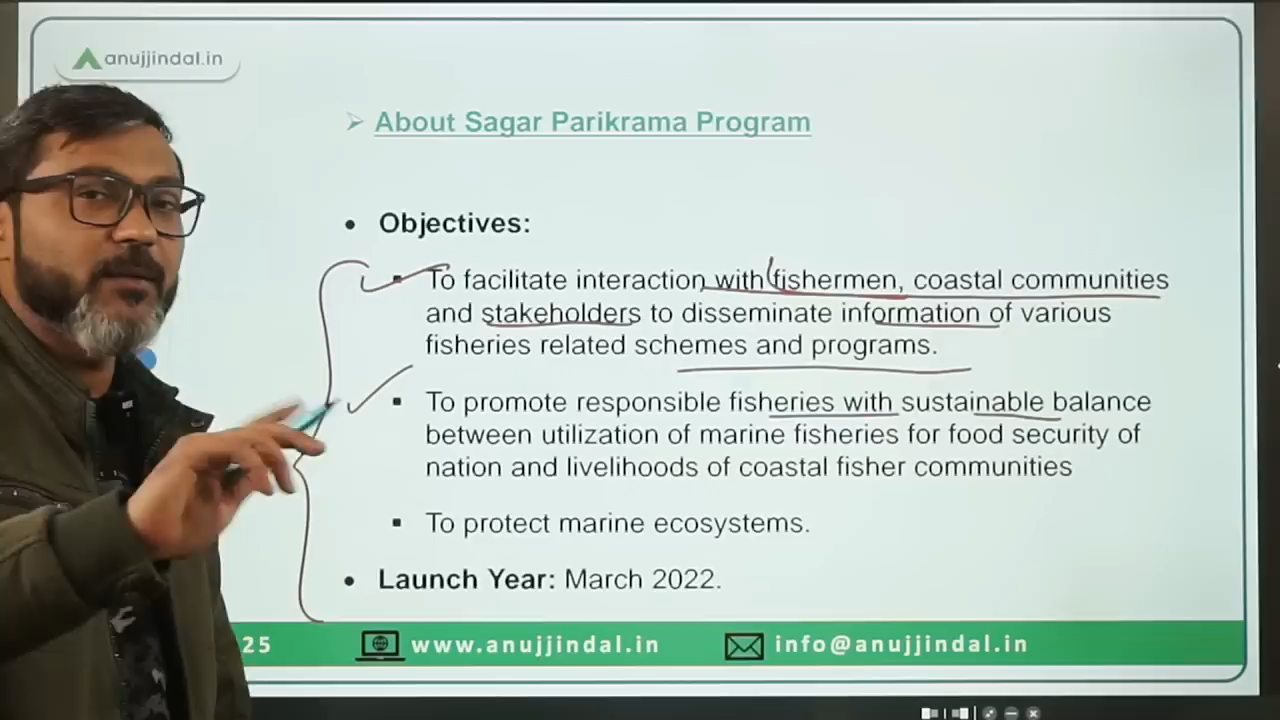 anujjindal.in
About Sagar Parikrama Program
Objectives:
To facilitate interaction with fishermen, coastal communities
and stakeholders to disseminate information of various
fisheries related schemes and programs.
To promote responsible fisheries with sustainable balance
between utilization of marine fisheries for food security of
nation and livelihoods of coastal fisher communities
To protect marine ecosystems.
Launch Year: March 2022.
25 www.anujjindal.in info@anujjindal.in